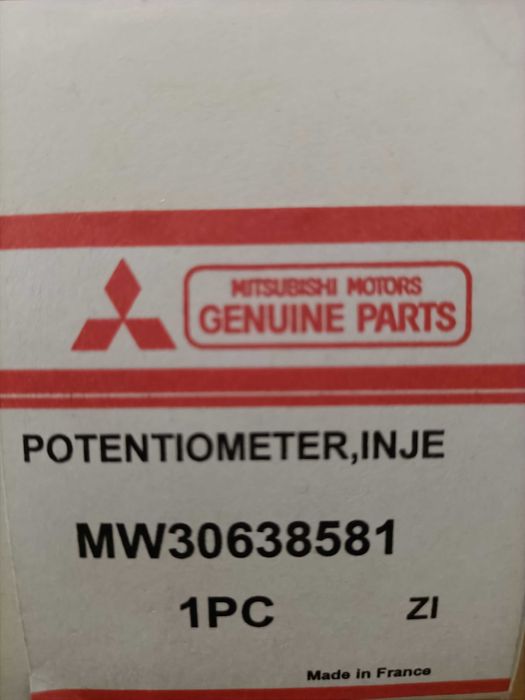 MITSUBISHI MOTORS
GENUINE PARTS
POTENTIOMETER,INJE
MW30638581
1PC ZI
Made in France